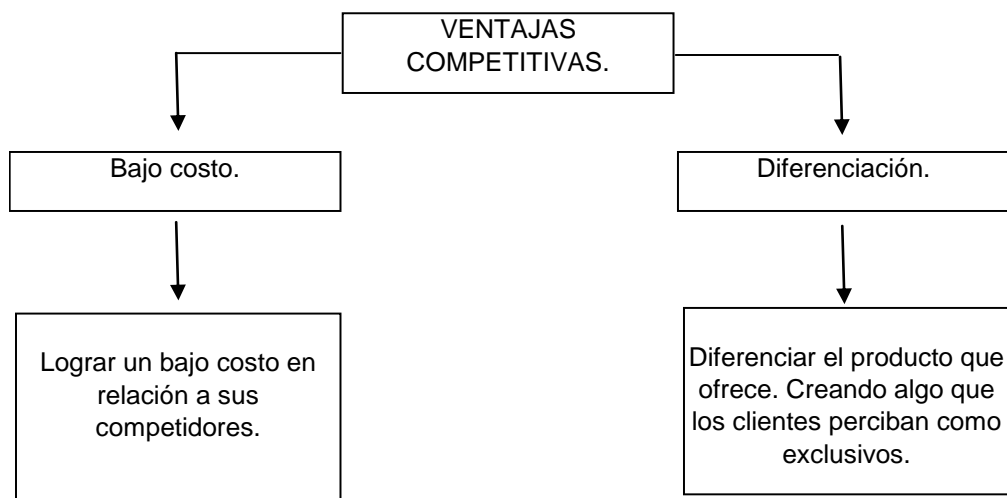 VENTAJAS
COMPETITIVAS.
Bajo costo.
Diferenciación.
Lograr un bajo costo en
relación a sus
competidores.
Diferenciar el producto que
ofrece. Creando algo que
los clientes perciban como
exclusivos.